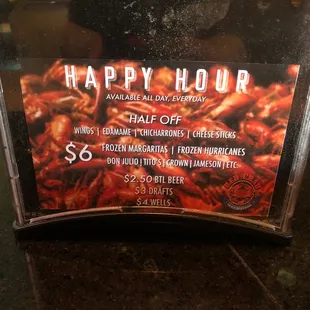 HAPPY HOUR
AVAILABLE ALL DAY, EVERYDAY
HALF OFF
WINGS | EDAMAME | CHICHARRONES | CHEESE STICKS
$6 FROZEN MARGARITAS | FROZEN HURRICANES
DON JULIO | TITO'S | CROWN | JAMESON | ETC.
$2.50 BTL BEER
$3 DRAFTS
$4 WELLS